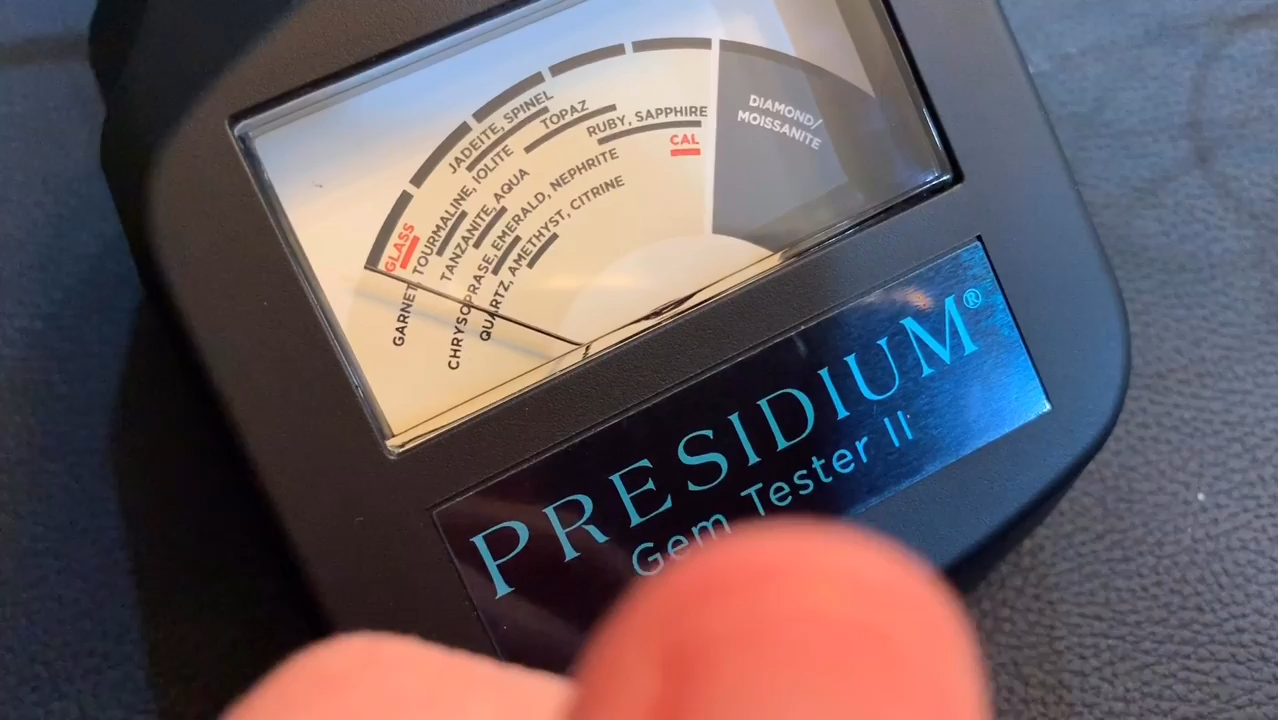 DIAMOND/
MOISSANITE
JADEITE, SPINEL
TOPAZ
RUBY, SAPPHIRE
CAL
GLASS
TOURMALINE, IOLITE
TANZANITE, AQUA
GARNET
CHRYSOPRASE, EMERALD, NEPHRITE
QUARTZ, AMETHYST, CITRINE
PRESIDIUM®
Gem Tester II